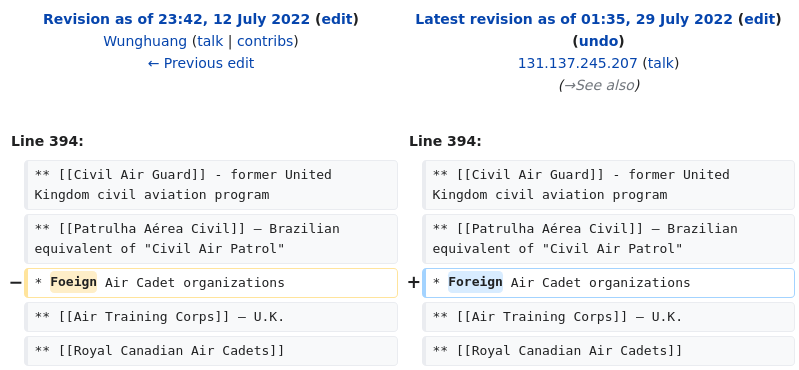 Revision as of 23:42, 12 July 2022 (edit)
Wunghuang (talk | contribs)
← Previous edit
Latest revision as of 01:35, 29 July 2022 (edit)
(undo)
131.137.245.207 (talk)
(→See also)
Line 394:
** [[Civil Air Guard]] - former United
Kingdom civil aviation program
** [[Patrulha Aérea Civil]] – Brazilian
equivalent of "Civil Air Patrol"
− * Foeign Air Cadet organizations
** [[Air Training Corps]] – U.K.
** [[Royal Canadian Air Cadets]]
Line 394:
** [[Civil Air Guard]] - former United
Kingdom civil aviation program
** [[Patrulha Aérea Civil]] – Brazilian
equivalent of "Civil Air Patrol"
+ * Foreign Air Cadet organizations
** [[Air Training Corps]] – U.K.
** [[Royal Canadian Air Cadets]]